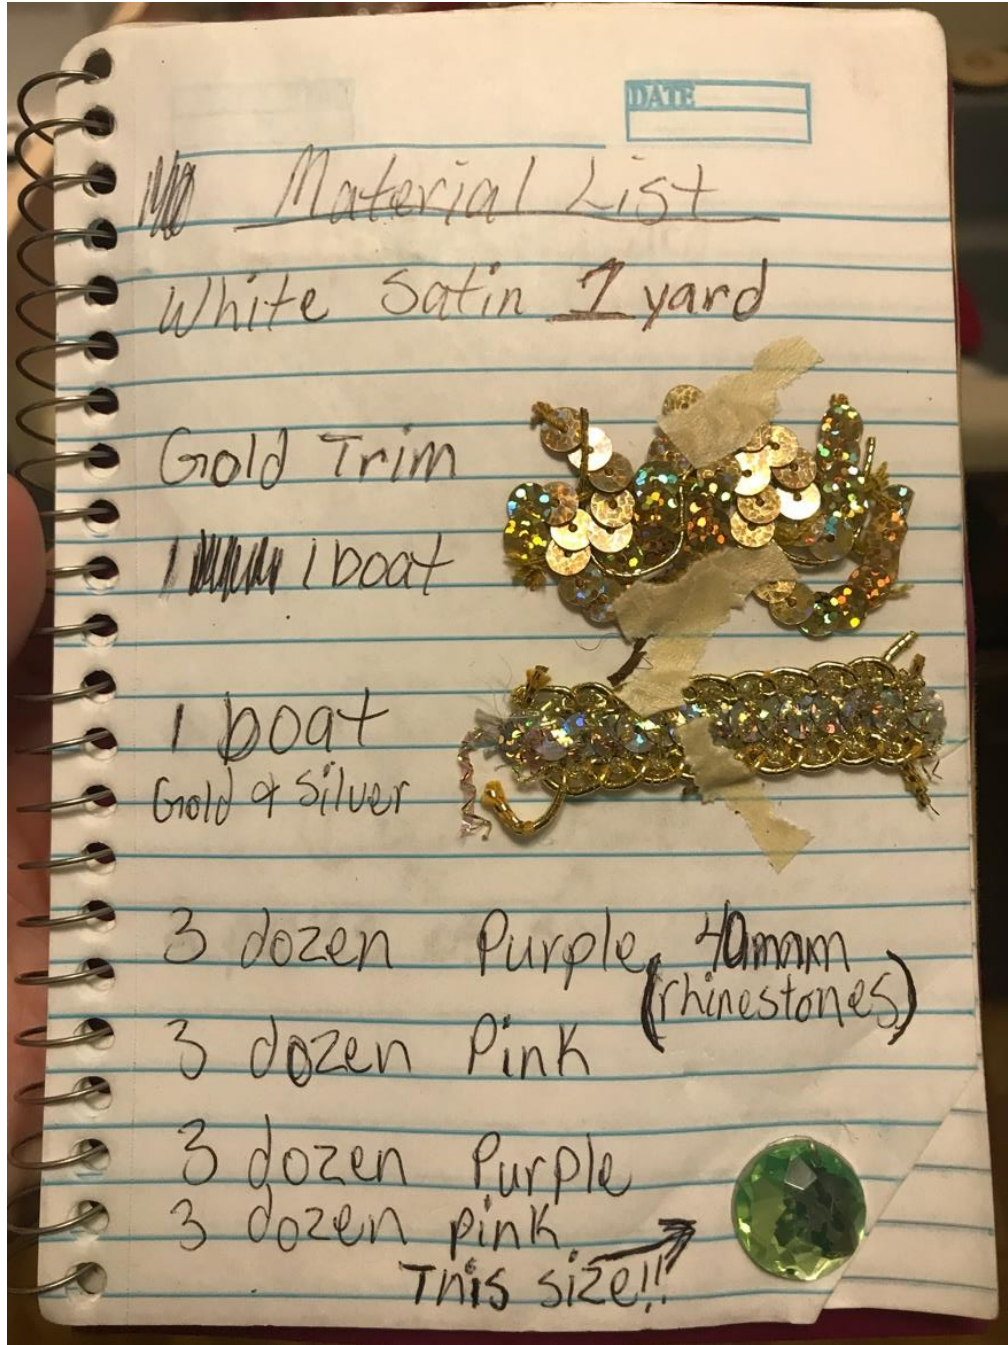 DATE
Material List
White Satin 1 yard
Gold Trim
1 1 boat
1 boat
Gold & Silver
3 dozen Purple 40mm
(rhinestones)
3 dozen Pink
3 dozen Purple
3 dozen pink
This size!!